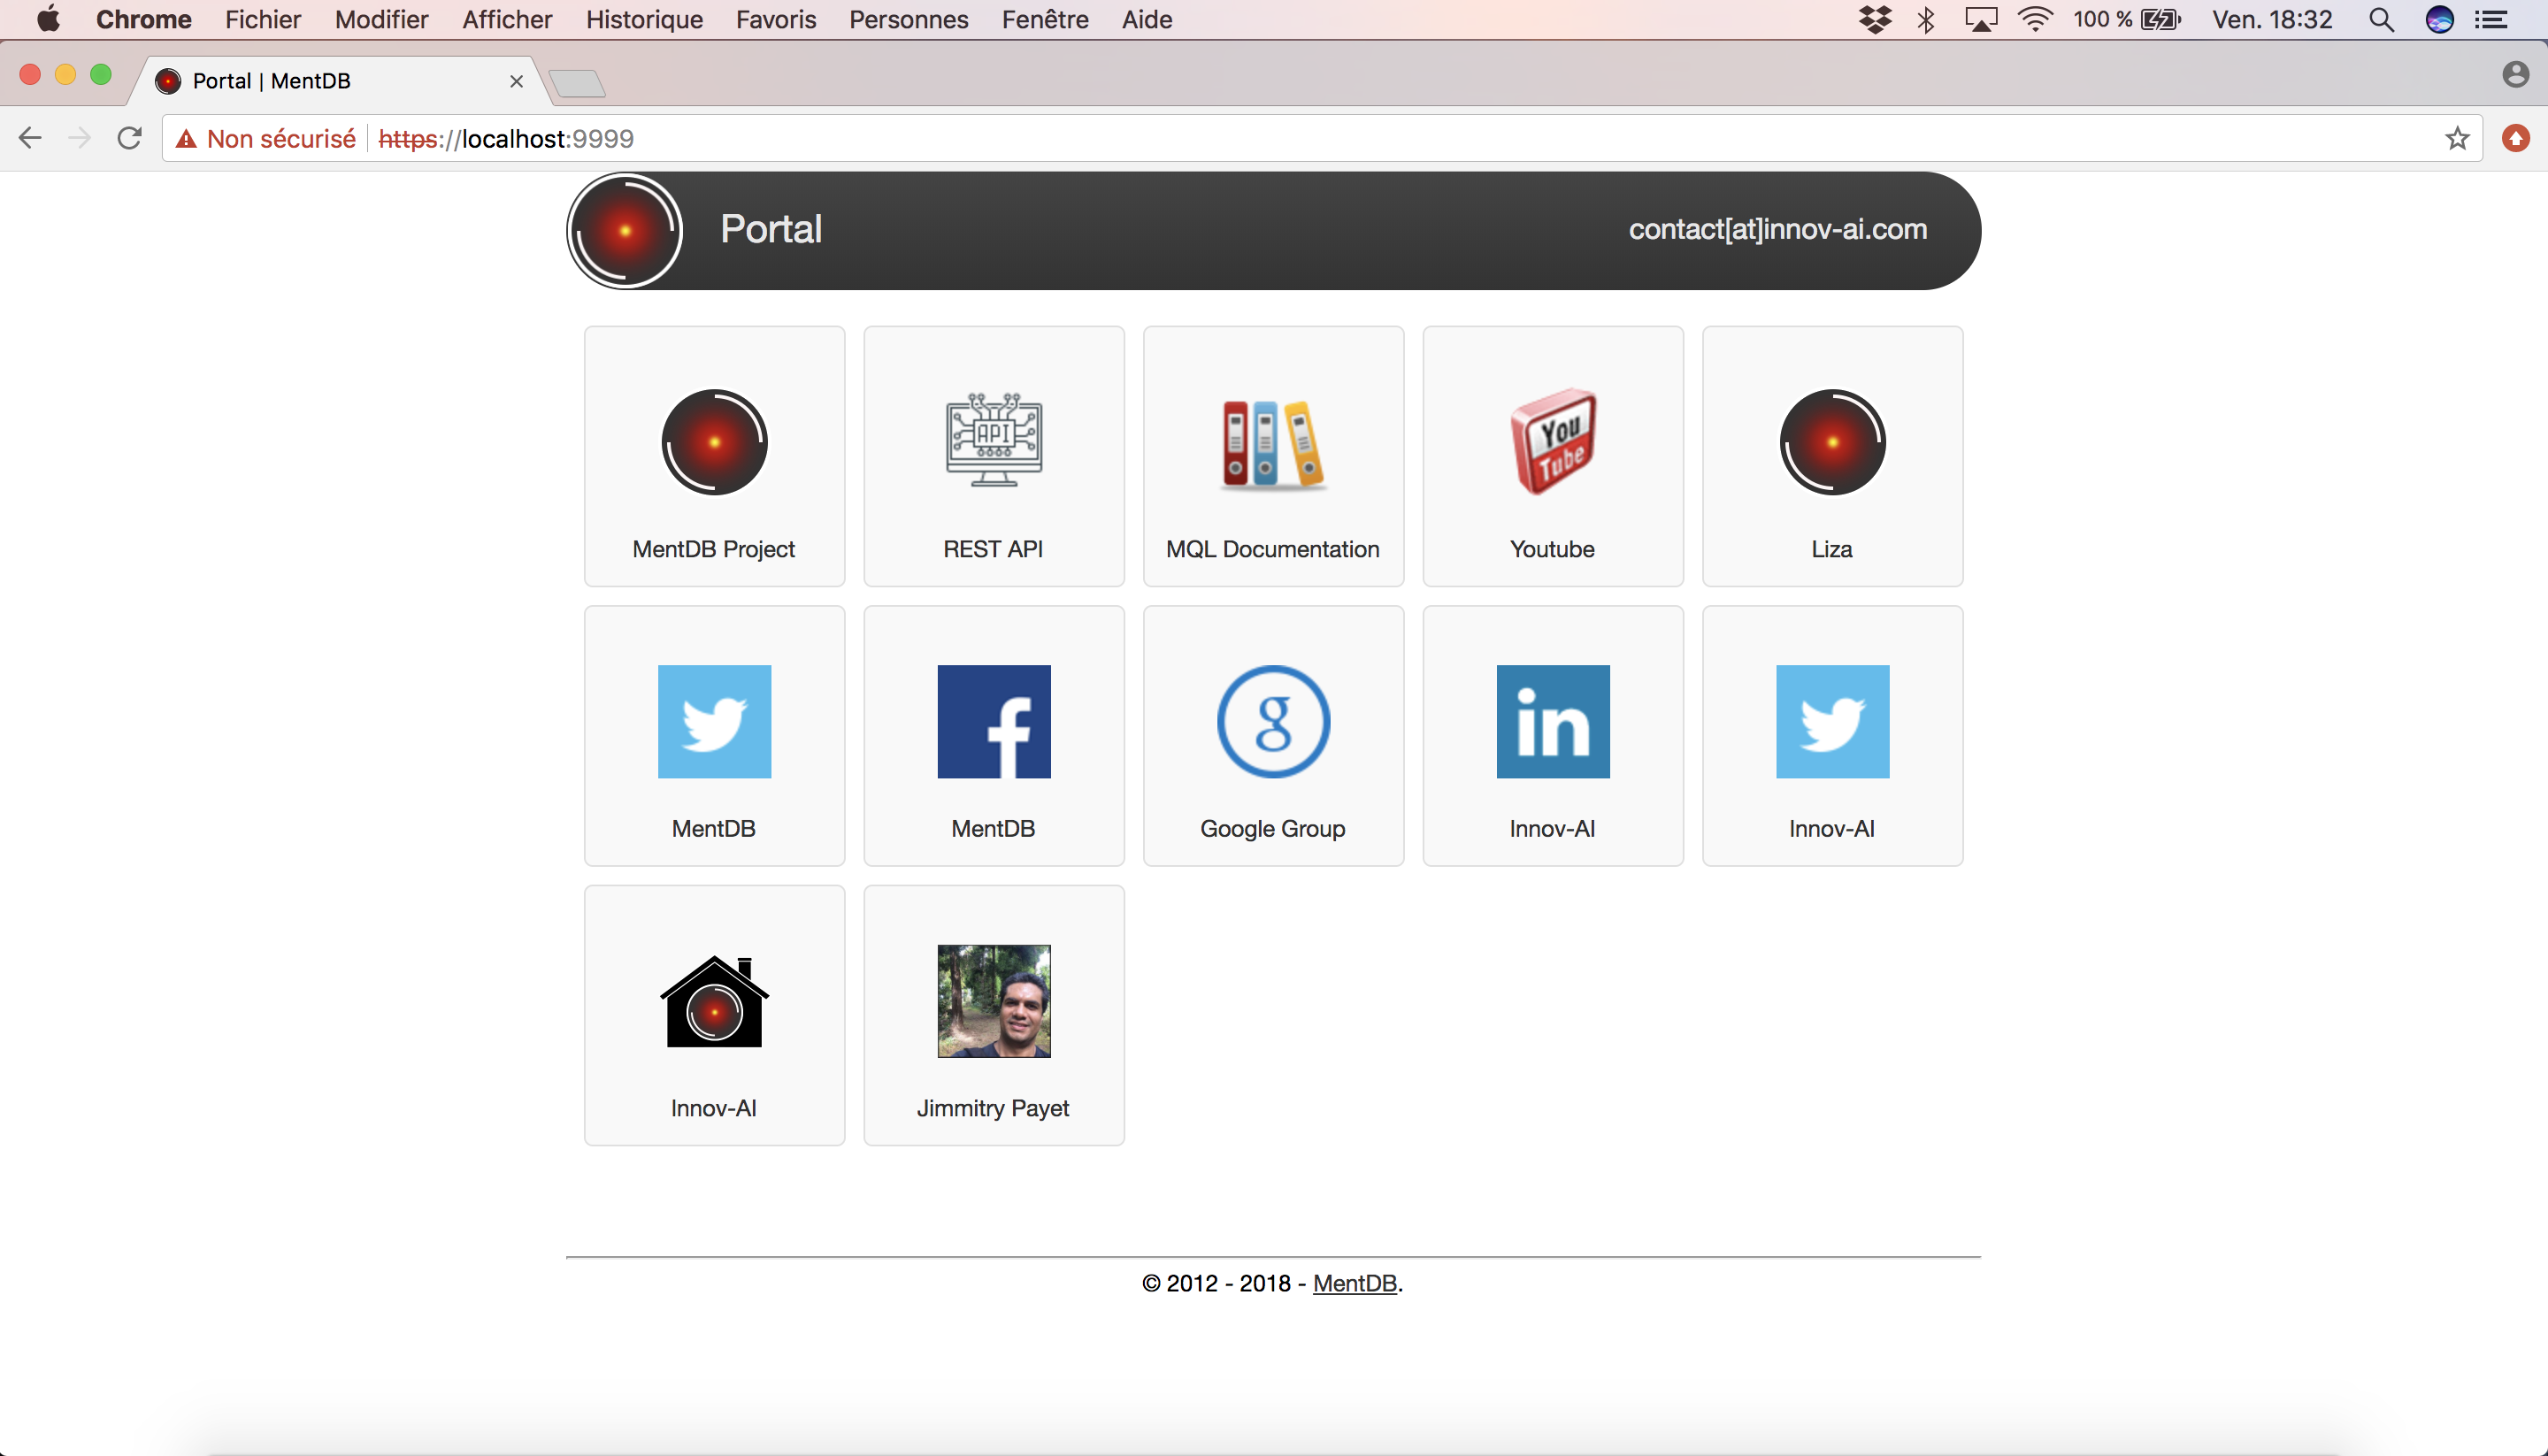 Chrome Fichier Modifier Afficher Historique Favoris Personnes Fenêtre Aide 100 % Ven. 18:32
Portal | MentDB
Non sécurisé https://localhost:9999
Portal contact[at]innov-ai.com
API
You
Tube
MentDB Project REST API MQL Documentation Youtube Liza
f g in
MentDB MentDB Google Group Innov-AI Innov-AI
Innov-AI Jimmitry Payet
© 2012 - 2018 - MentDB.